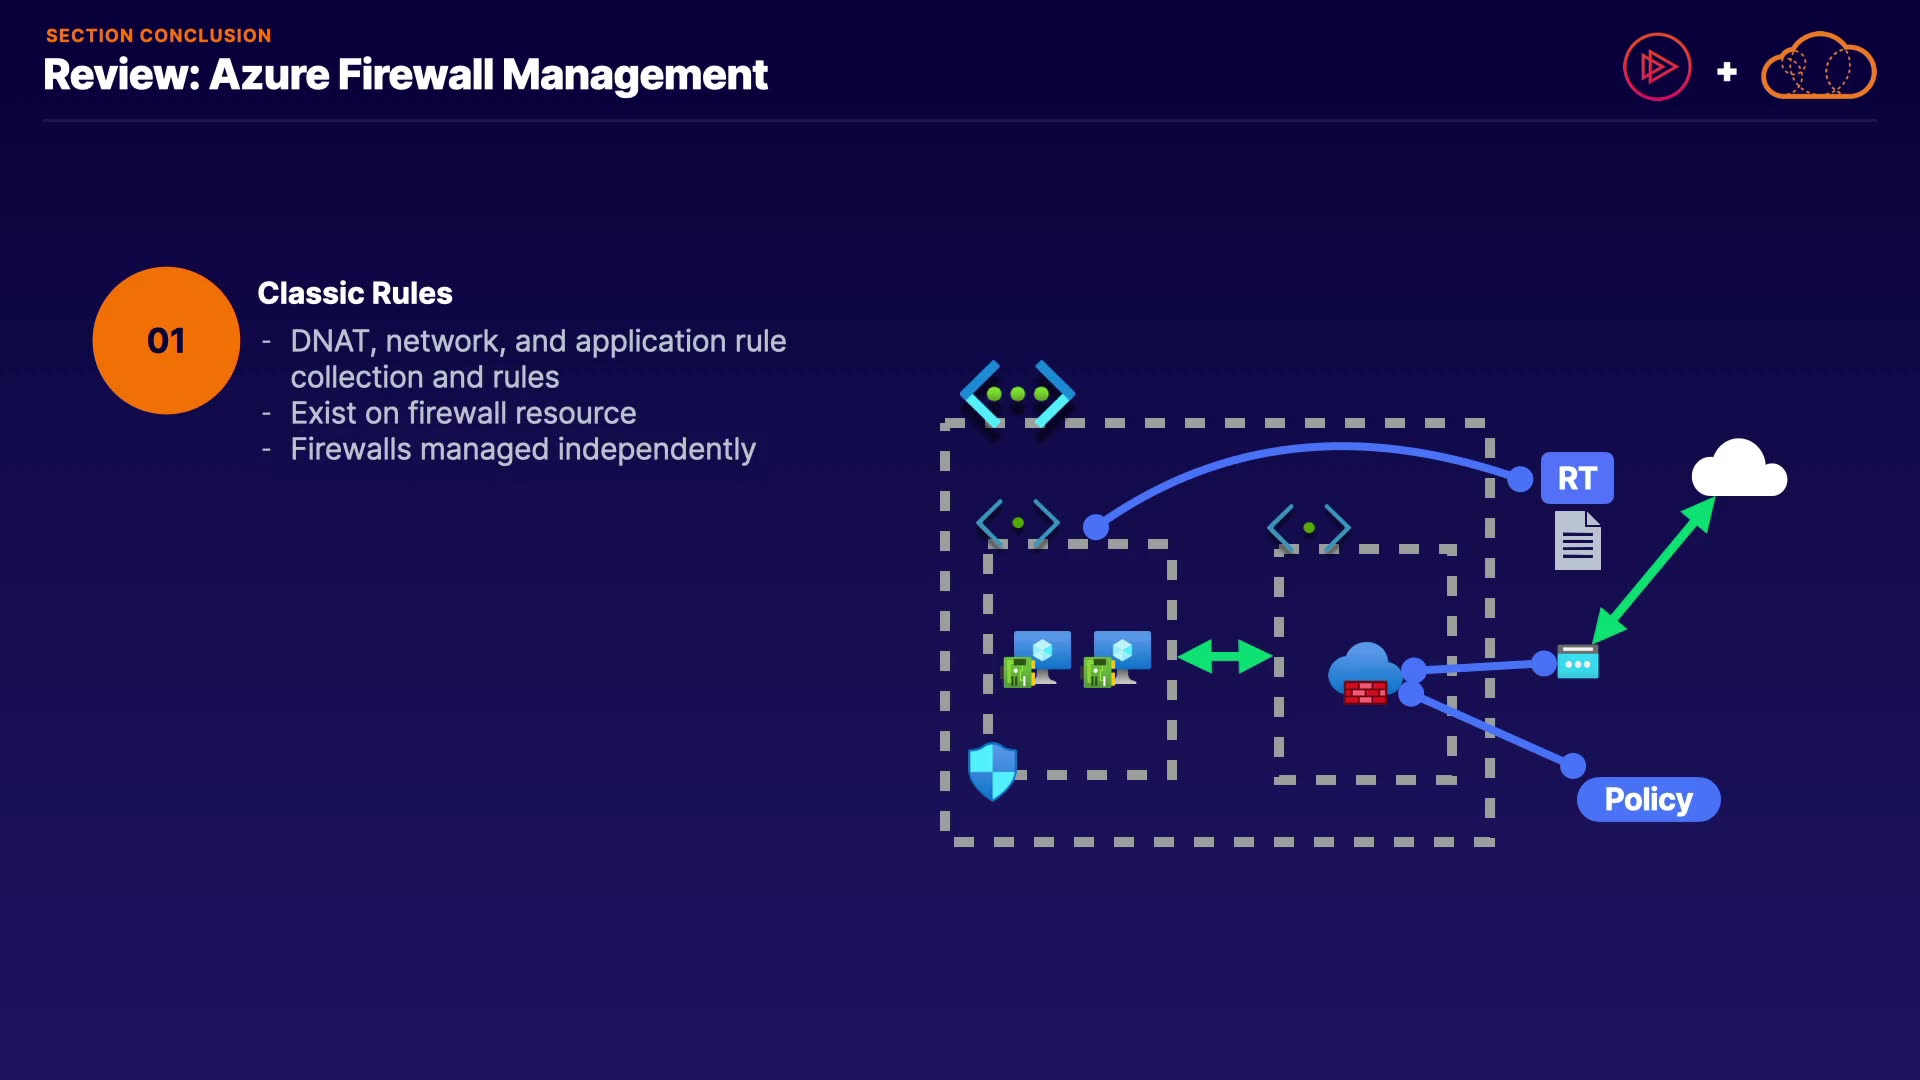 SECTION CONCLUSION
Review: Azure Firewall Management
01
Classic Rules
- DNAT, network, and application rule
collection and rules
- Exist on firewall resource
- Firewalls managed independently
RT
Policy